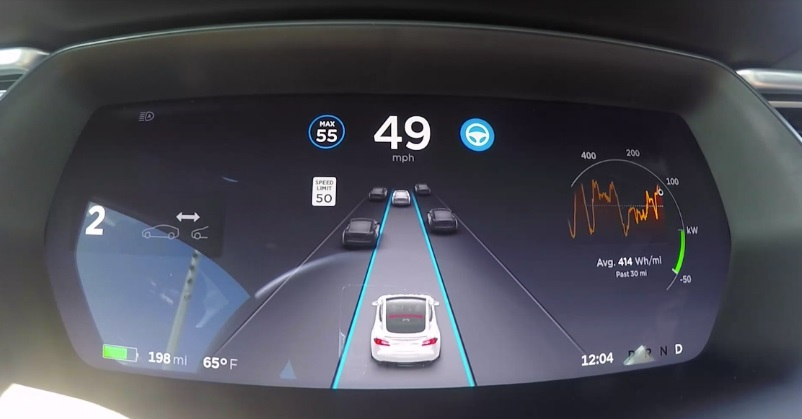 MAX
55
49
mph
SPEED
LIMIT
50
2
400
200
100
kW
-50
Avg. 414 Wh/mi
Past 30 mi
198 mi
65° F
12:04
N D